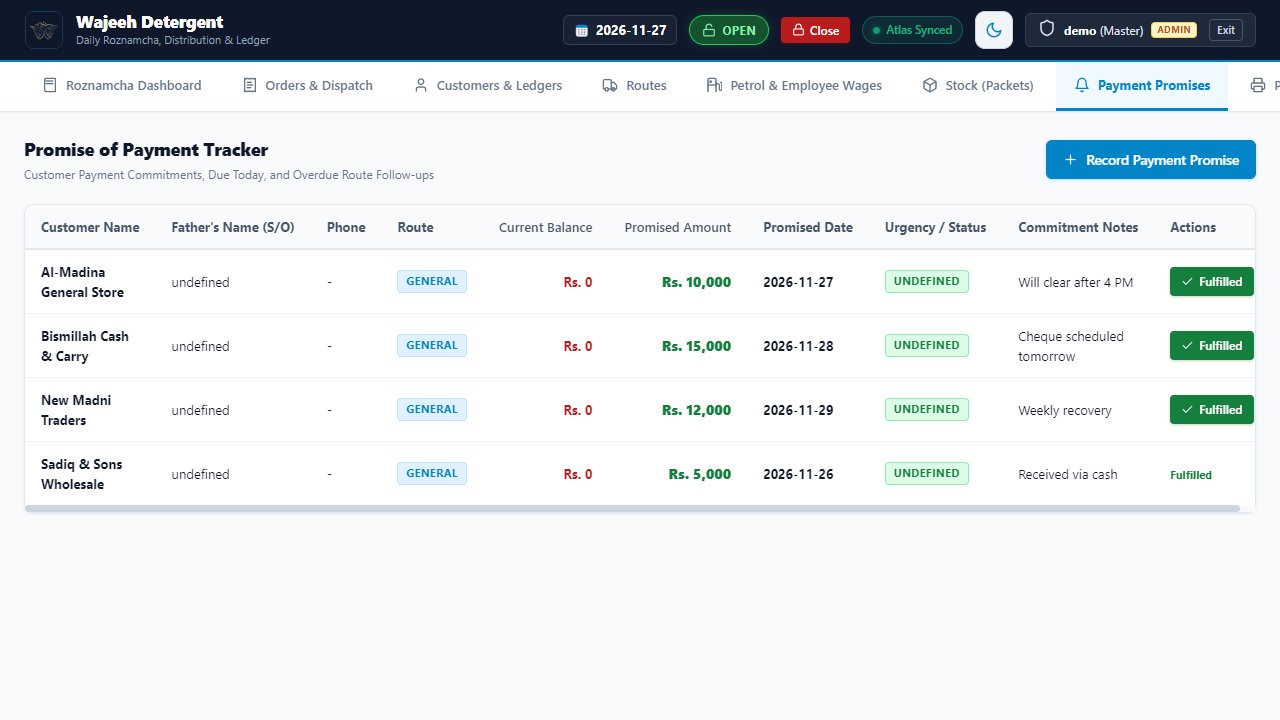 Wajeeh Detergent
Daily Roznamcha, Distribution & Ledger
2026-11-27
OPEN
Close
Atlas Synced
demo (Master) ADMIN Exit
Roznamcha Dashboard Orders & Dispatch Customers & Ledgers Routes Petrol & Employee Wages Stock (Packets) Payment Promises P
Promise of Payment Tracker
Customer Payment Commitments, Due Today, and Overdue Route Follow-ups
+ Record Payment Promise
Customer Name Father's Name (S/O) Phone Route Current Balance Promised Amount Promised Date Urgency / Status Commitment Notes Actions
Al-Madina General Store undefined - GENERAL Rs. 0 Rs. 10,000 2026-11-27 UNDEFINED Will clear after 4 PM Fulfilled
Bismillah Cash & Carry undefined - GENERAL Rs. 0 Rs. 15,000 2026-11-28 UNDEFINED Cheque scheduled tomorrow Fulfilled
New Madni Traders undefined - GENERAL Rs. 0 Rs. 12,000 2026-11-29 UNDEFINED Weekly recovery Fulfilled
Sadiq & Sons Wholesale undefined - GENERAL Rs. 0 Rs. 5,000 2026-11-26 UNDEFINED Received via cash Fulfilled